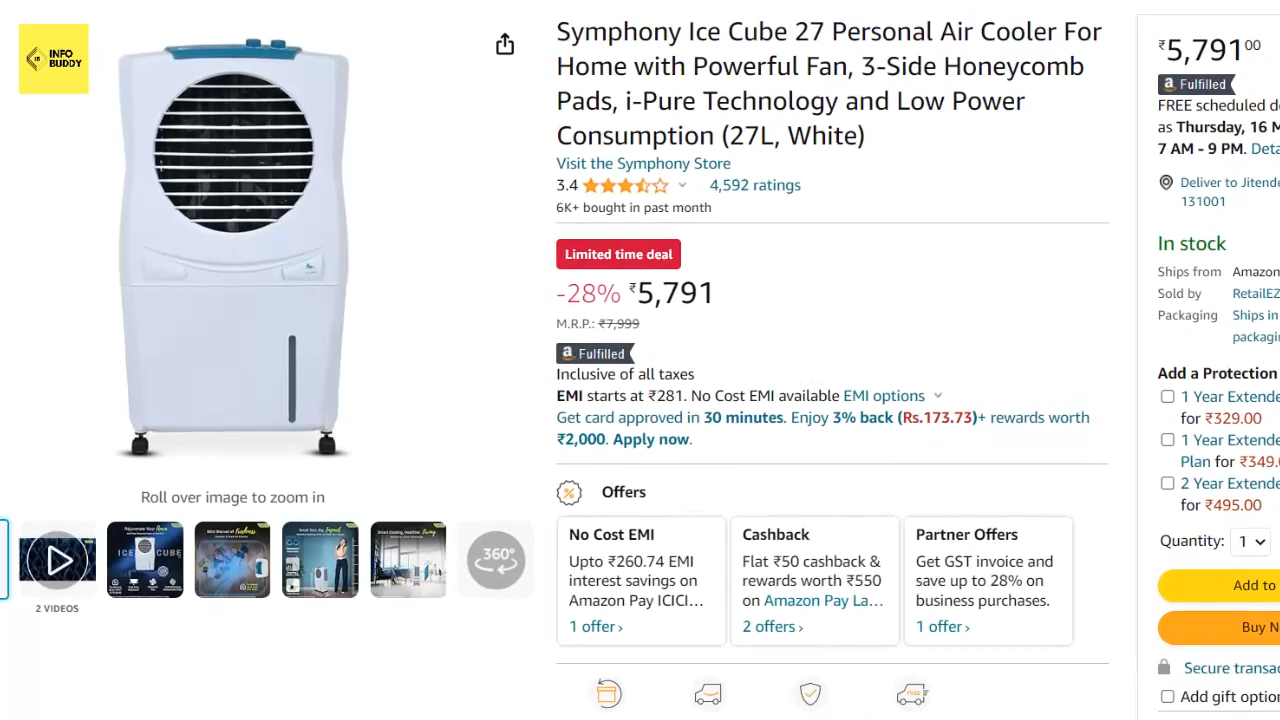 INFO
BUDDY
Symphony Ice Cube 27 Personal Air Cooler For
Home with Powerful Fan, 3-Side Honeycomb
Pads, i-Pure Technology and Low Power
Consumption (27L, White)
Visit the Symphony Store
3.4
4,592 ratings
6K+ bought in past month
Limited time deal
-28% ₹5,791
M.R.P.: ₹7,999
a Fulfilled
Inclusive of all taxes
EMI starts at ₹281. No Cost EMI available EMI options
Get card approved in 30 minutes. Enjoy 3% back (Rs.173.73)+ rewards worth
₹2,000. Apply now.
Offers
No Cost EMI
Upto ₹260.74 EMI
interest savings on
Amazon Pay ICICI…
1 offer ›
Cashback
Flat ₹50 cashback &
rewards worth ₹550
on Amazon Pay La…
2 offers ›
Partner Offers
Get GST invoice and
save up to 28% on
business purchases.
1 offer ›
Roll over image to zoom in
ICE CUBE
360°
2 VIDEOS
₹5,791 00
a Fulfilled
FREE scheduled de
as Thursday, 16 M
7 AM - 9 PM. Deta
Deliver to Jitende
131001
In stock
Ships from Amazon
Sold by RetailEZ
Packaging Ships in
packagi
Add a Protection
1 Year Extende
for ₹329.00
1 Year Extende
Plan for ₹349.
2 Year Extende
for ₹495.00
Quantity: 1
Add to
Buy N
Secure transac
Add gift option